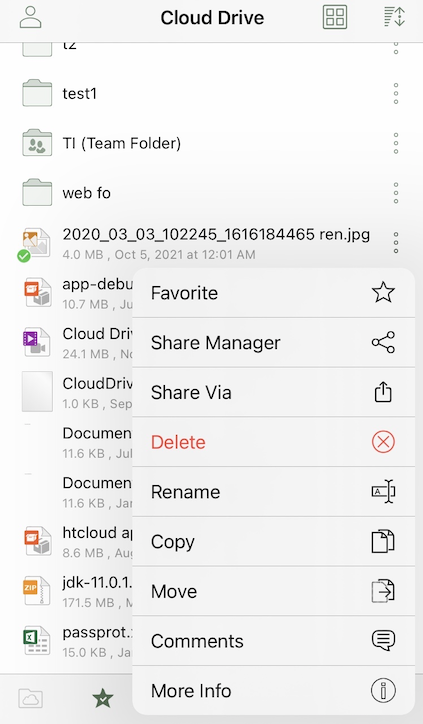 Cloud Drive
t2
test1
TI (Team Folder)
web fo
2020_03_03_102245_1616184465 ren.jpg
4.0 MB , Oct 5, 2021 at 12:01 AM
app-debu
10.7 MB , Ju
Cloud Driv
24.1 MB , No
CloudDriv
1.0 KB , Sep
Documen
11.6 KB , Jul
Documen
11.6 KB , Jan
htcloud ap
8.6 MB , Aug
jdk-11.0.1.
171.5 MB , M
ZIP
passprot.x
15.0 KB , Ja
Favorite
Share Manager
Share Via
Delete
Rename
A
Copy
Move
Comments
More Info